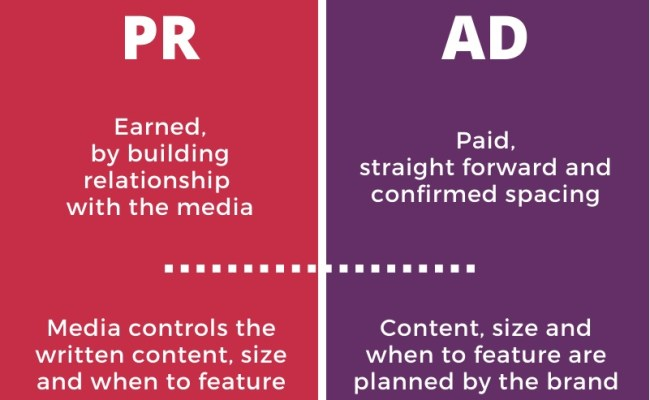 PR
Earned,
by building
relationship
with the media
Media controls the
written content, size
and when to feature
AD
Paid,
straight forward and
confirmed spacing
Content, size and
when to feature are
planned by the brand